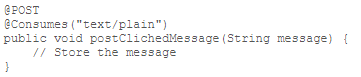 @POST
@Consumes("text/plain")
public void postClichedMessage(String message) {
    // Store the message
}